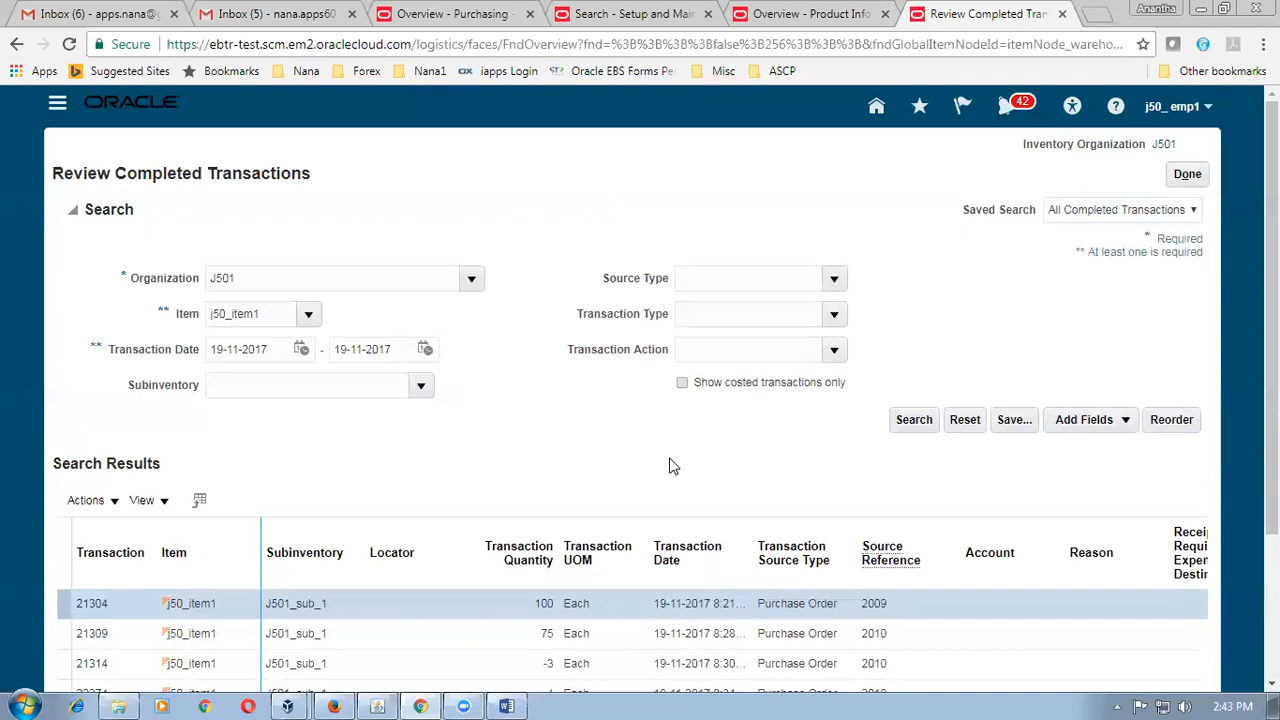 Inbox (6) - appsnana@g
Inbox (5) - nana.apps60
Overview - Purchasing -
Search - Setup and Main
Overview - Product Info
Review Completed Tran
Anantha
Secure https://ebtr-test.scm.em2.oraclecloud.com/logistics/faces/FndOverview?fnd=%3B%3B%3B%3Bfalse%3B256%3B%3B%3B&fndGlobalItemNodeId=itemNode_wareho...
Apps Suggested Sites Bookmarks Nana Forex Nana1 iapps Login Oracle EBS Forms Per Misc ASCP Other bookmarks
ORACLE
42
j50_emp1
Inventory Organization J501
Review Completed Transactions
Done
Search
Saved Search All Completed Transactions
* Required
** At least one is required
* Organization J501
Source Type
** Item j50_item1
Transaction Type
** Transaction Date 19-11-2017 - 19-11-2017
Transaction Action
Subinventory
Show costed transactions only
Search Reset Save... Add Fields Reorder
Search Results
Actions View
Transaction Item Subinventory Locator Transaction Quantity Transaction UOM Transaction Date Transaction Source Type Source Reference Account Reason Receip Requi Expen Destin
21304 j50_item1 J501_sub_1 100 Each 19-11-2017 8:21... Purchase Order 2009
21309 j50_item1 J501_sub_1 75 Each 19-11-2017 8:28... Purchase Order 2010
21314 j50_item1 J501_sub_1 -3 Each 19-11-2017 8:30... Purchase Order 2010
2:43 PM